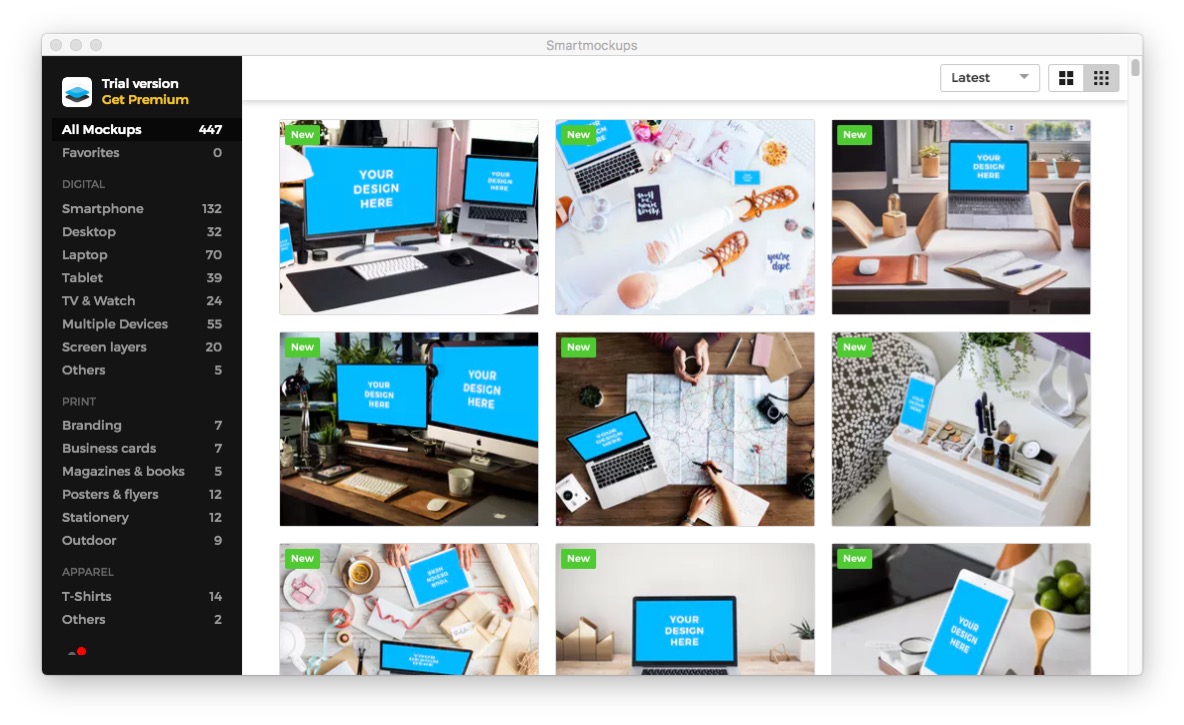 Smartmockups
Trial version
Get Premium
All Mockups 447
Favorites 0
DIGITAL
Smartphone 132
Desktop 32
Laptop 70
Tablet 39
TV & Watch 24
Multiple Devices 55
Screen layers 20
Others 5
PRINT
Branding 7
Business cards 7
Magazines & books 5
Posters & flyers 12
Stationery 12
Outdoor 9
APPAREL
T-Shirts 14
Others 2
Latest
New
YOUR
DESIGN
HERE
YOUR
DESIGN
HERE
New
you're
dope.
New
YOUR
DESIGN
HERE
New
YOUR
DESIGN
HERE
YOUR
DESIGN
HERE
New
YOUR
DESIGN
HERE
New
YOUR
DESIGN
HERE
New
YOUR
DESIGN
HERE
YOUR
DESIGN HERE
New
YOUR
DESIGN
HERE
New
YOUR
DESIGN
HERE